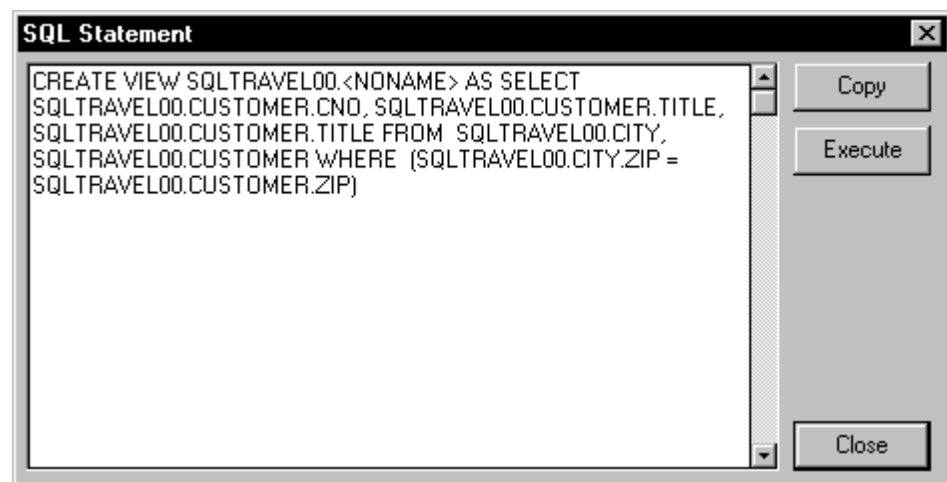 SQL Statement
CREATE VIEW SQLTRAVEL00.<NONAME> AS SELECT
SQLTRAVEL00.CUSTOMER.CNO, SQLTRAVEL00.CUSTOMER.TITLE,
SQLTRAVEL00.CUSTOMER.TITLE FROM  SQLTRAVEL00.CITY,
SQLTRAVEL00.CUSTOMER WHERE  (SQLTRAVEL00.CITY.ZIP =
SQLTRAVEL00.CUSTOMER.ZIP)
Copy
Execute
Close